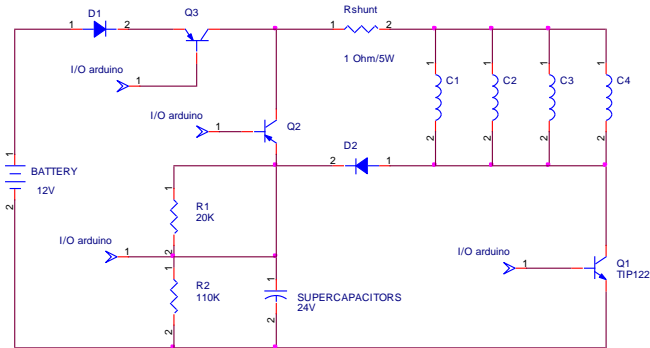 D1
Q3
Rshunt
1 2
1 2
1 2
1 Ohm/5W
I/O arduino
1
1 1 1 1
C1 C2 C3 C4
2 2 2 2
I/O arduino
1
Q2
D2
2 1
1
BATTERY
12V
2
1
R1
20K
2
I/O arduino
1
1
R2
110K
2
1
SUPERCAPACITORS
24V
2
I/O arduino
1
Q1
TIP122